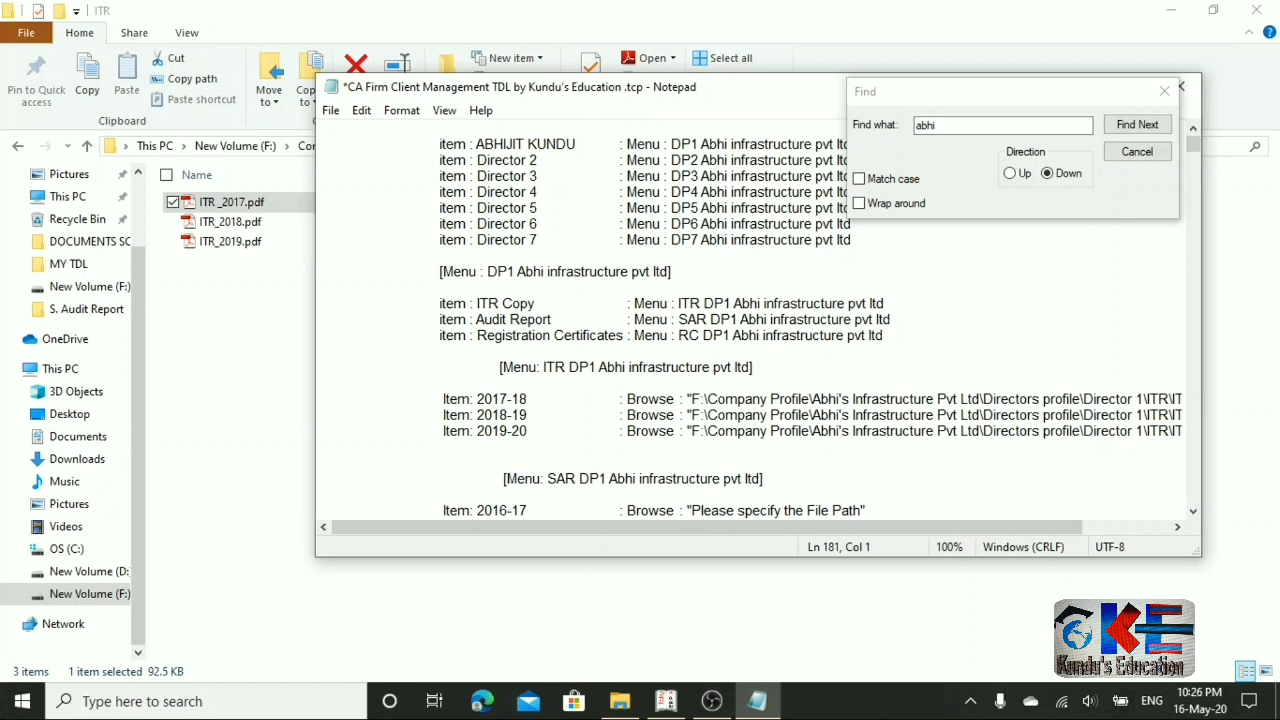 ITR
File
Home
Share
View
Pin to Quick access
Copy
Paste
Cut
Copy path
Paste shortcut
Clipboard
Move to
New item
Open
Select all
This PC
New Volume (F:)
Pictures
This PC
Recycle Bin
MY TDL
New Volume (F:)
S. Audit Report
OneDrive
This PC
3D Objects
Desktop
Documents
Downloads
Music
Pictures
Videos
OS (C:)
New Volume (D:
New Volume (F:)
Network
Name
ITR _2017.pdf
ITR_2018.pdf
ITR_2019.pdf
3 items 1 item selected 92.5 KB
*CA Firm Client Management TDL by Kundu's Education .tcp - Notepad
File Edit Format View Help
item : ABHIJIT KUNDU : Menu : DP1 Abhi infrastructure pvt ltd
item : Director 2 : Menu : DP2 Abhi infrastructure pvt ltd
item : Director 3 : Menu : DP3 Abhi infrastructure pvt ltd
item : Director 4 : Menu : DP4 Abhi infrastructure pvt ltd
item : Director 5 : Menu : DP5 Abhi infrastructure pvt ltd
item : Director 6 : Menu : DP6 Abhi infrastructure pvt ltd
item : Director 7 : Menu : DP7 Abhi infrastructure pvt ltd
[Menu : DP1 Abhi infrastructure pvt ltd]
item : ITR Copy : Menu : ITR DP1 Abhi infrastructure pvt ltd
item : Audit Report : Menu : SAR DP1 Abhi infrastructure pvt ltd
item : Registration Certificates : Menu : RC DP1 Abhi infrastructure pvt ltd
[Menu: ITR DP1 Abhi infrastructure pvt ltd]
Item: 2017-18 : Browse : "F:\Company Profile\Abhi's Infrastructure Pvt Ltd\Directors profile\Director 1\ITR\IT
Item: 2018-19 : Browse : "F:\Company Profile\Abhi's Infrastructure Pvt Ltd\Directors profile\Director 1\ITR\IT
Item: 2019-20 : Browse : "F:\Company Profile\Abhi's Infrastructure Pvt Ltd\Directors profile\Director 1\ITR\IT
[Menu: SAR DP1 Abhi infrastructure pvt ltd]
Item: 2016-17 : Browse : "Please specify the File Path"
Ln 181, Col 1 100% Windows (CRLF) UTF-8
Find
Find what: abhi
Find Next
Cancel
Direction
Up Down
Match case
Wrap around
KE
Kundu's Education
Type here to search
ENG
10:26 PM
16-May-20